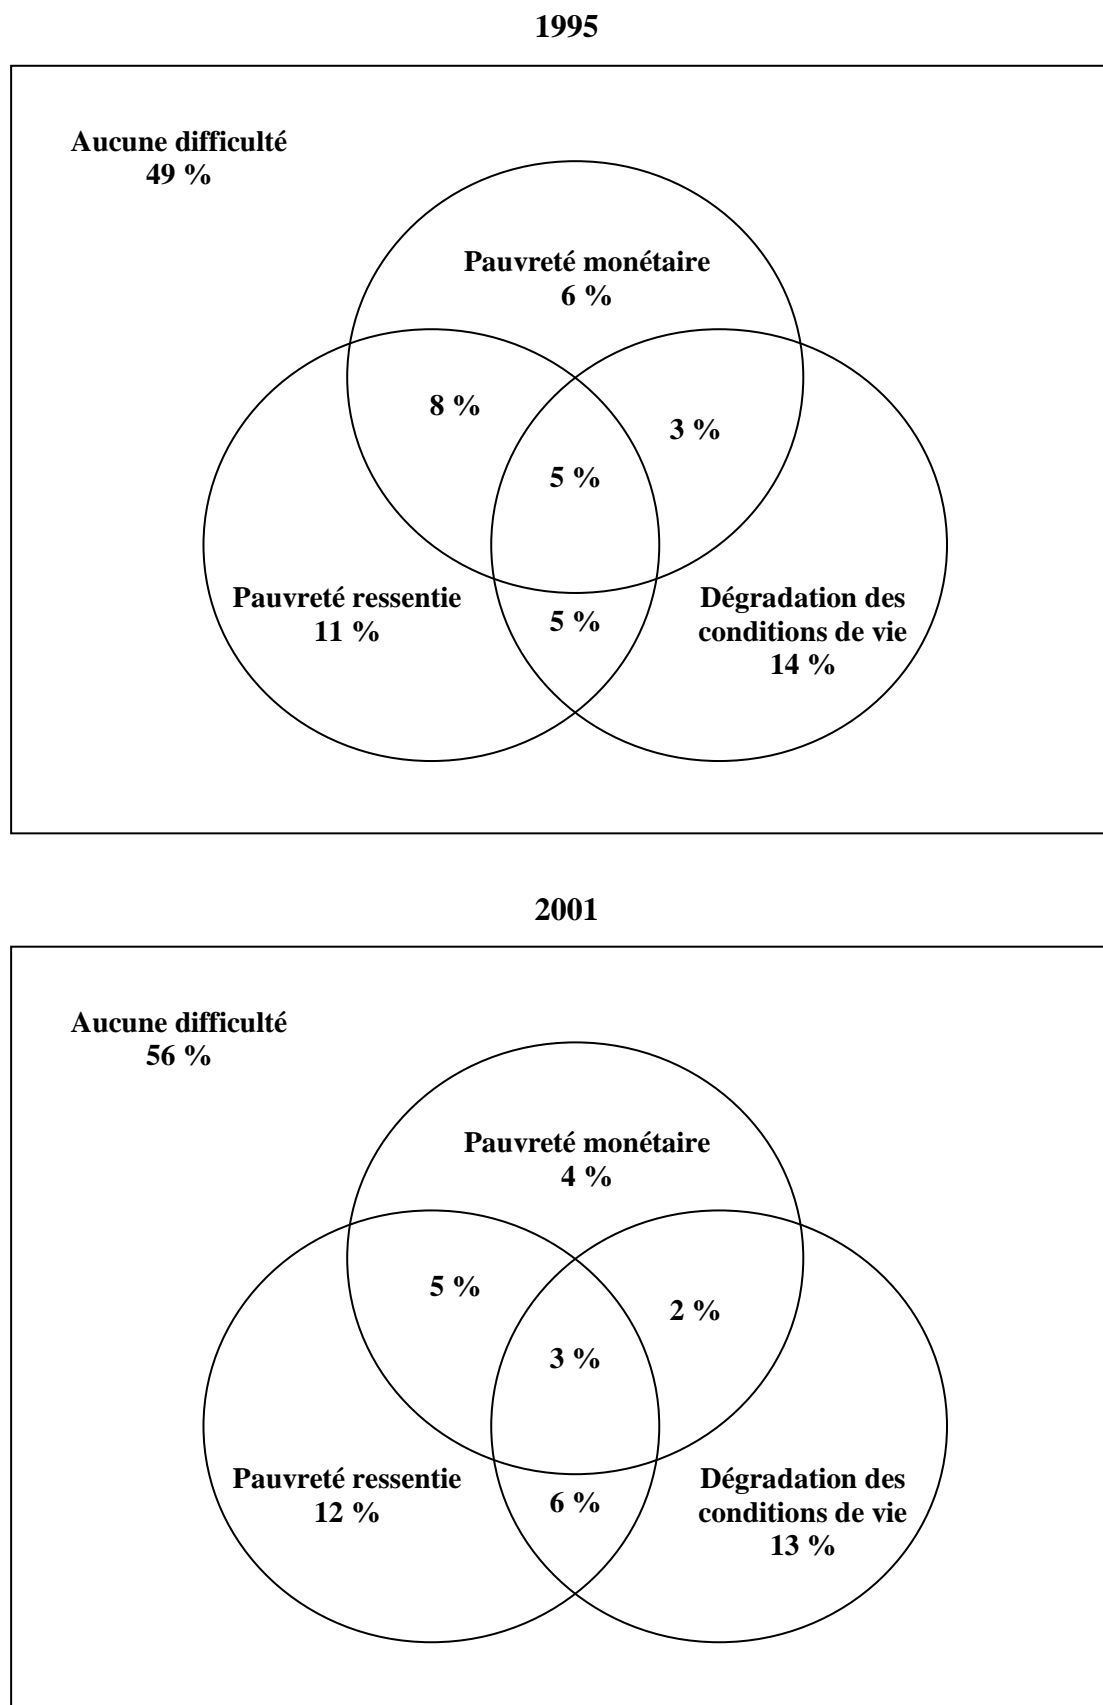 1995
Aucune difficulté
49 %
Pauvreté monétaire
6 %
8 %
3 %
5 %
Pauvreté ressentie
11 %
5 %
Dégradation des
conditions de vie
14 %
2001
Aucune difficulté
56 %
Pauvreté monétaire
4 %
5 %
2 %
3 %
Pauvreté ressentie
12 %
6 %
Dégradation des
conditions de vie
13 %